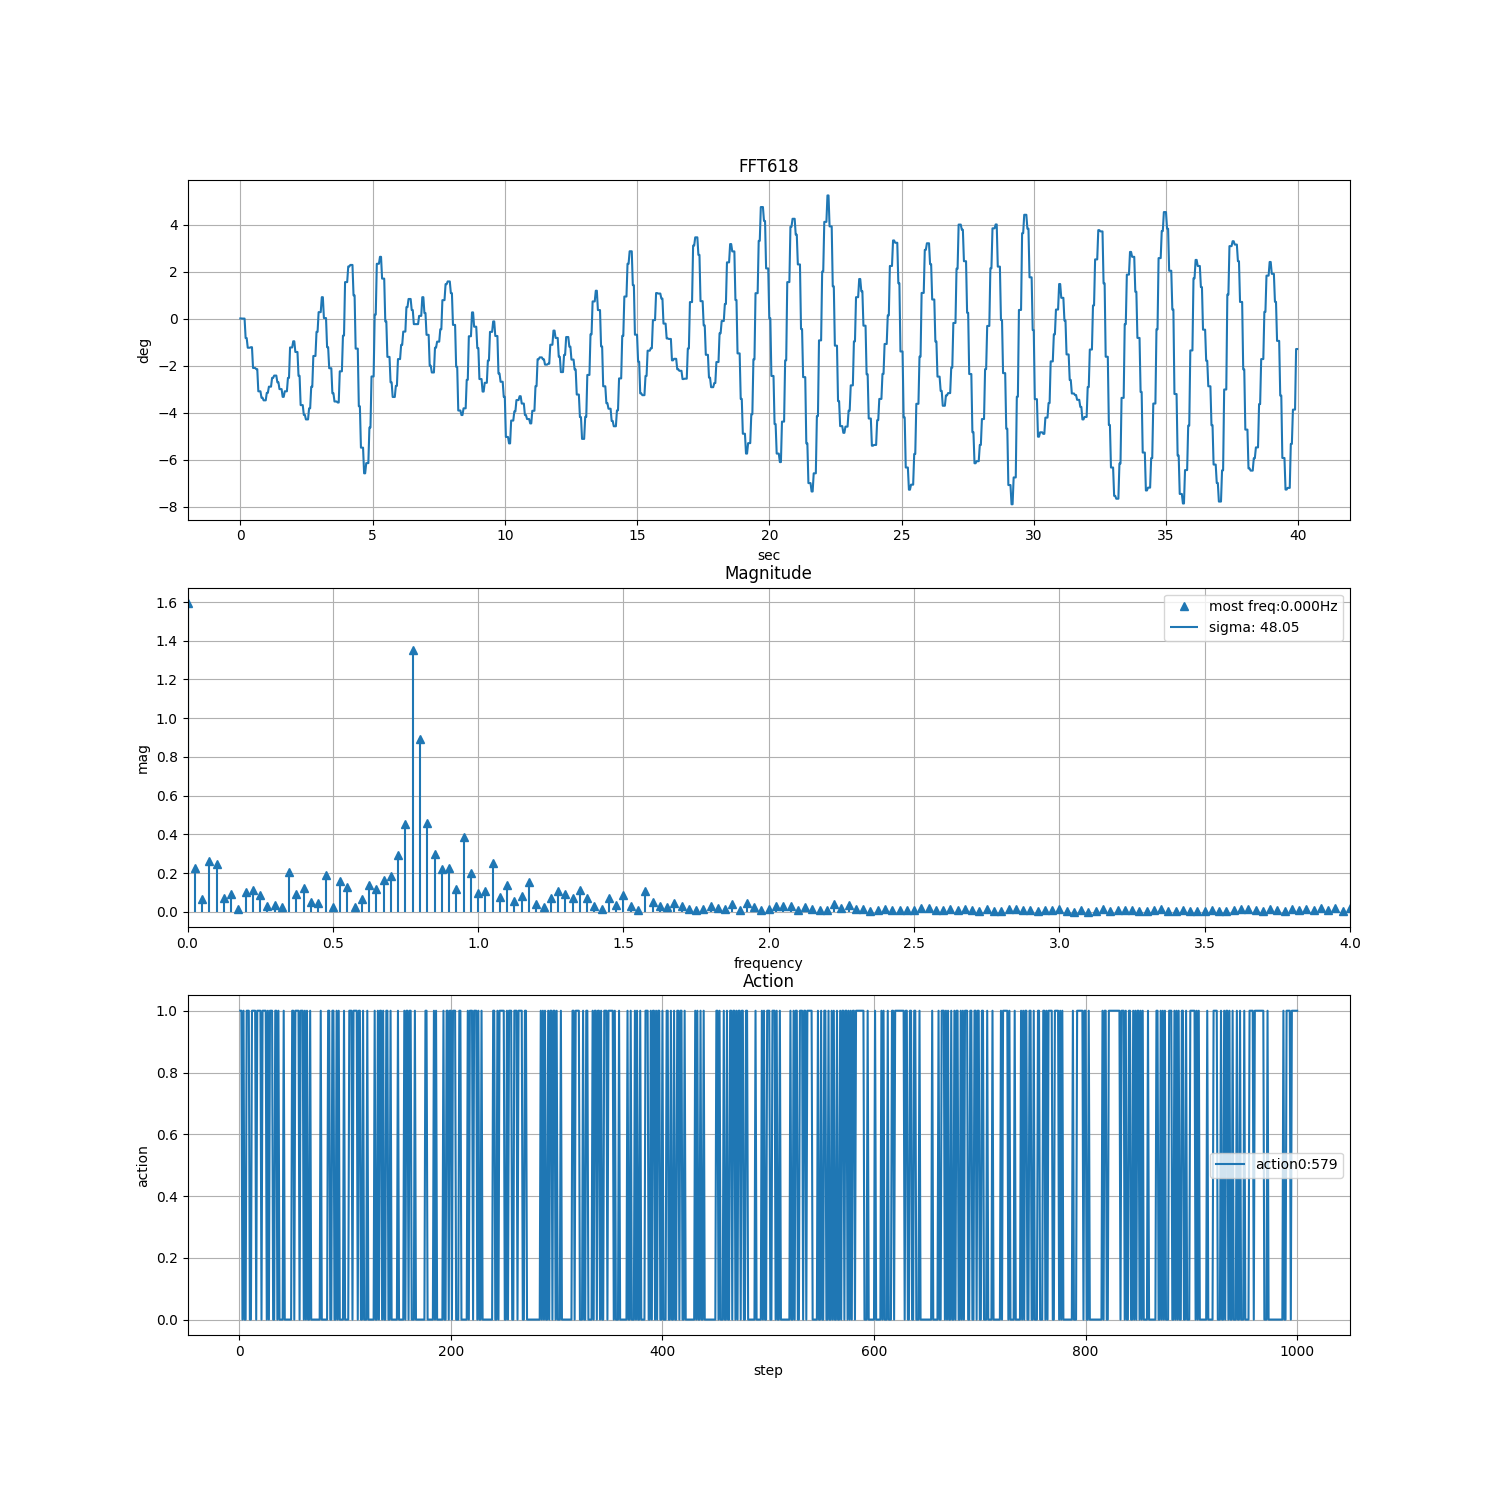 FFT618
4
2
0
−2
−4
−6
−8
deg
0 5 10 15 20 25 30 35 40
sec
Magnitude
1.6
1.4
1.2
1.0
0.8
0.6
0.4
0.2
0.0
mag
most freq:0.000Hz
sigma: 48.05
0.0 0.5 1.0 1.5 2.0 2.5 3.0 3.5 4.0
frequency
Action
1.0
0.8
0.6
0.4
0.2
0.0
action
action0:579
0 200 400 600 800 1000
step